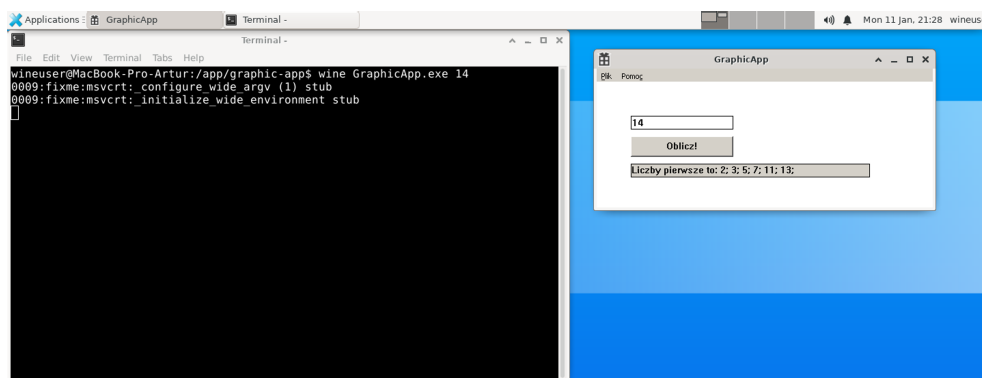 Applications GraphicApp Terminal - Mon 11 Jan, 21:28 wineus
Terminal -
File Edit View Terminal Tabs Help
wineuser@MacBook-Pro-Artur:/app/graphic-app$ wine GraphicApp.exe 14
0009:fixme:msvcrt:_configure_wide_argv (1) stub
0009:fixme:msvcrt:_initialize_wide_environment stub
GraphicApp
Plik Pomoç
14
Oblicz!
Liczby pierwsze to: 2; 3; 5; 7; 11; 13;